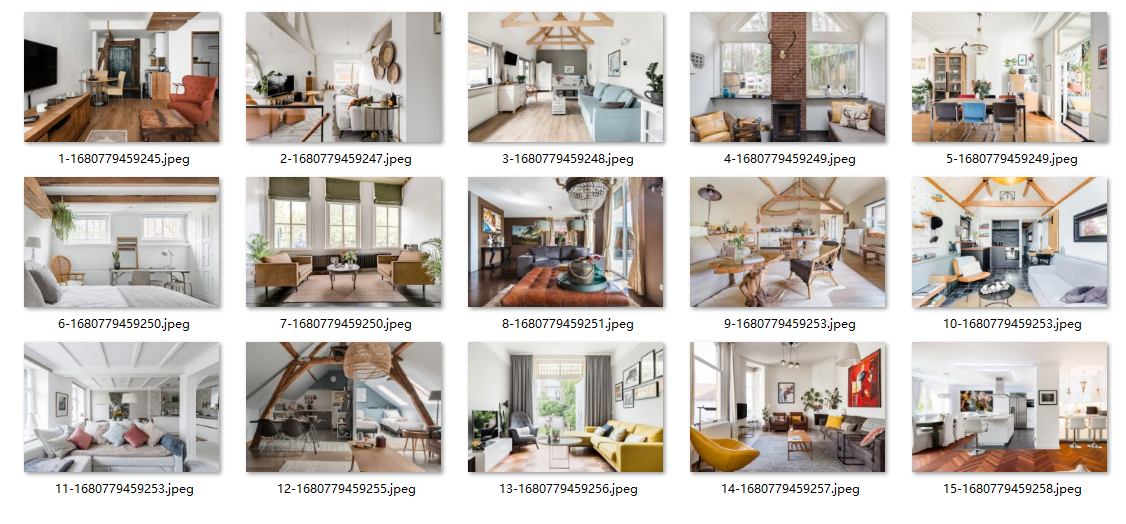 1-1680779459245.jpeg
2-1680779459247.jpeg
3-1680779459248.jpeg
4-1680779459249.jpeg
5-1680779459249.jpeg
6-1680779459250.jpeg
7-1680779459250.jpeg
8-1680779459251.jpeg
9-1680779459253.jpeg
10-1680779459253.jpeg
11-1680779459253.jpeg
12-1680779459255.jpeg
13-1680779459256.jpeg
14-1680779459257.jpeg
15-1680779459258.jpeg